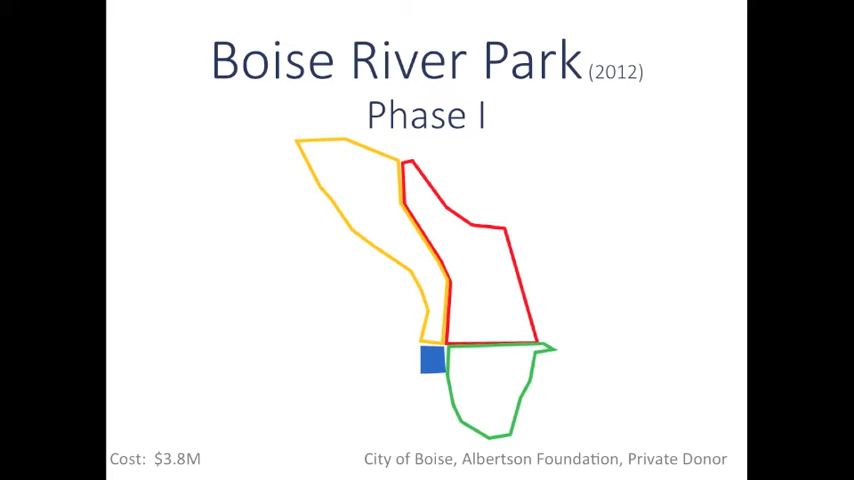 Boise River Park (2012)
Phase I
Cost: $3.8M
City of Boise, Albertson Foundation, Private Donor